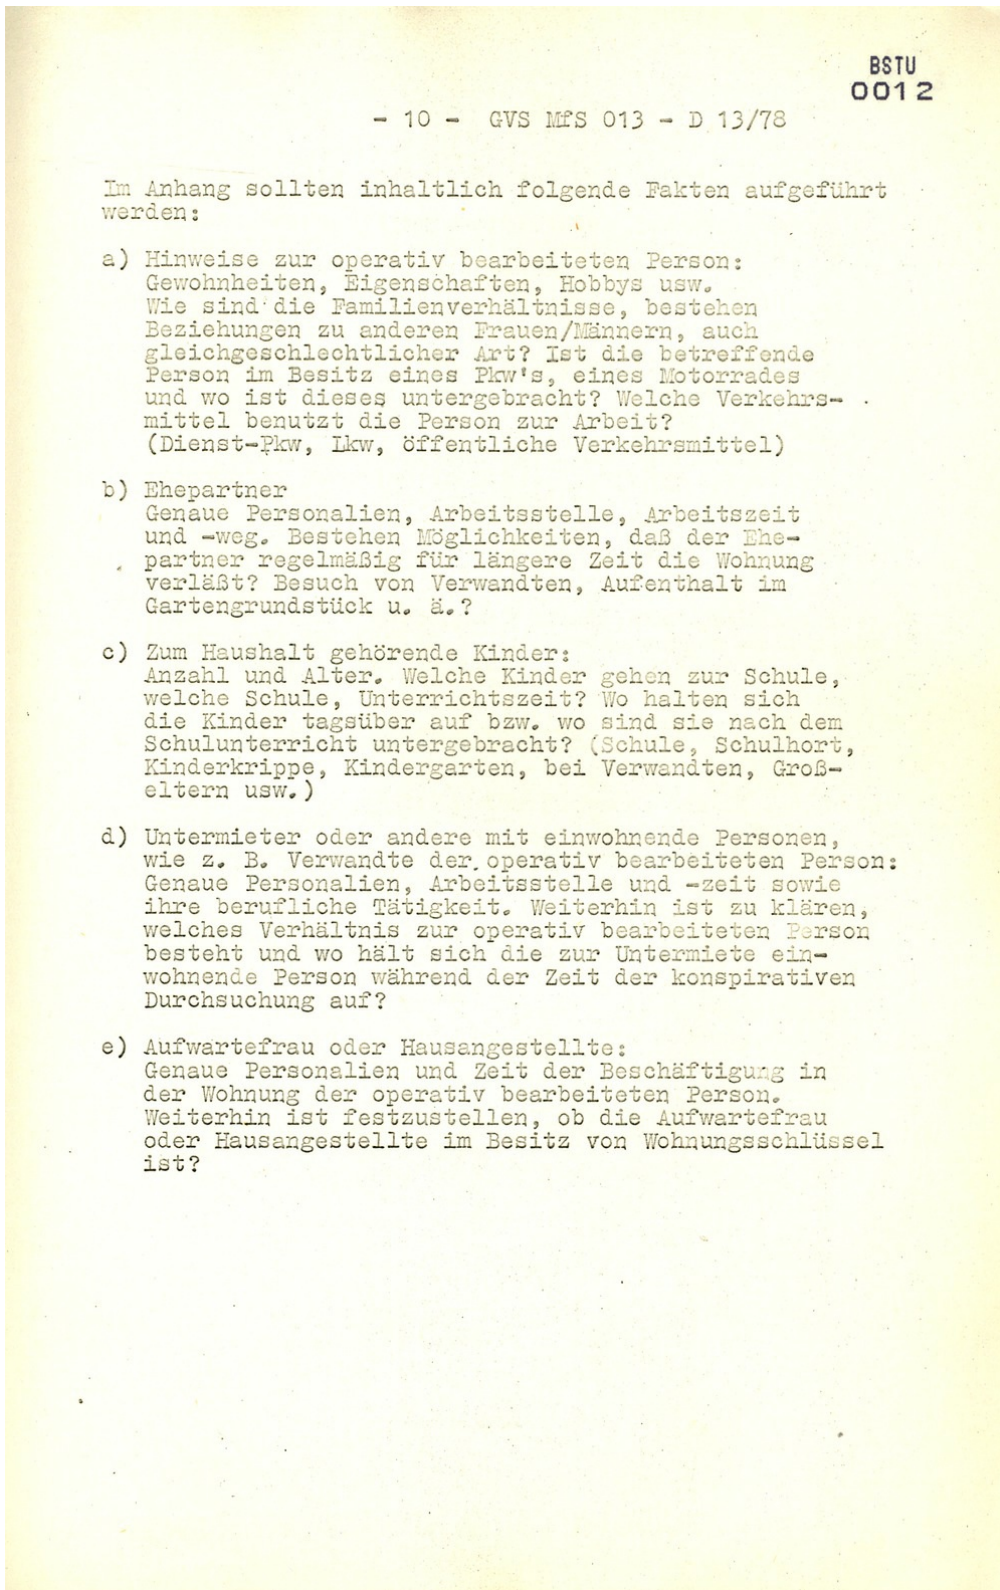 BSTU
0012
- 10 - GVS MfS 013 - D 13/78
Im Anhang sollten inhaltlich folgende Fakten aufgeführt
werden:
a) Hinweise zur operativ bearbeiteten Person:
Gewohnheiten, Eigenschaften, Hobbys usw.
Wie sind die Familienverhältnisse, bestehen
Beziehungen zu anderen Frauen/Männern, auch
gleichgeschlechtlicher Art? Ist die betreffende
Person im Besitz eines Pkw's, eines Motorrades
und wo ist dieses untergebracht? Welche Verkehrs-
mittel benutzt die Person zur Arbeit?
(Dienst-Pkw, Lkw, öffentliche Verkehrsmittel)
b) Ehepartner
Genaue Personalien, Arbeitsstelle, Arbeitszeit
und -weg. Bestehen Möglichkeiten, daß der Ehe-
partner regelmäßig für längere Zeit die Wohnung
verläßt? Besuch von Verwandten, Aufenthalt im
Gartengrundstück u. ä.?
c) Zum Haushalt gehörende Kinder:
Anzahl und Alter. Welche Kinder gehen zur Schule,
welche Schule, Unterrichtszeit? Wo halten sich
die Kinder tagsüber auf bzw. wo sind sie nach dem
Schulunterricht untergebracht? (Schule, Schulhort,
Kinderkrippe, Kindergarten, bei Verwandten, Groß-
eltern usw.)
d) Untermieter oder andere mit einwohnende Personen,
wie z. B. Verwandte der operativ bearbeiteten Person:
Genaue Personalien, Arbeitsstelle und -zeit sowie
ihre berufliche Tätigkeit. Weiterhin ist zu klären,
welches Verhältnis zur operativ bearbeiteten Person
besteht und wo hält sich die zur Untermiete ein-
wohnende Person während der Zeit der konspirativen
Durchsuchung auf?
e) Aufwartefrau oder Hausangestellte:
Genaue Personalien und Zeit der Beschäftigung in
der Wohnung der operativ bearbeiteten Person.
Weiterhin ist festzustellen, ob die Aufwartefrau
oder Hausangestellte im Besitz von Wohnungsschlüssel
ist?